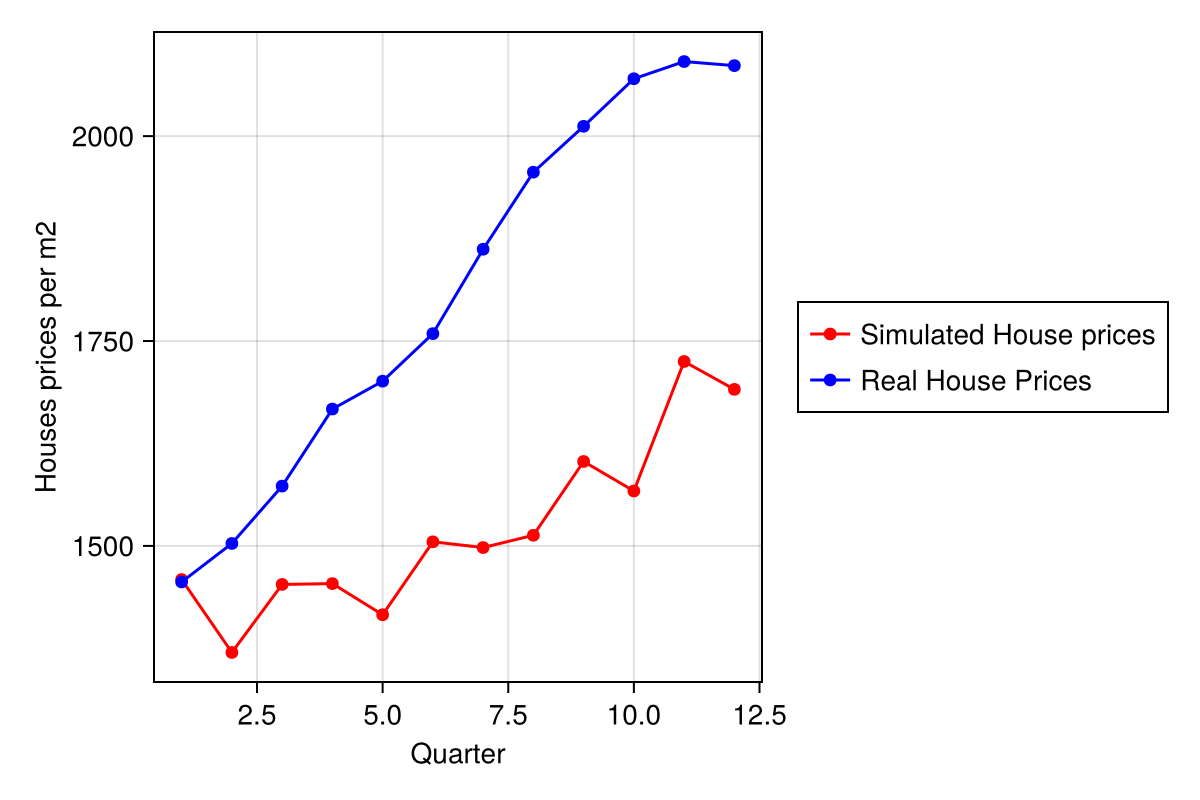 Houses prices per m2
2000
1750
1500
2.5 5.0 7.5 10.0 12.5
Quarter
Simulated House prices
Real House Prices